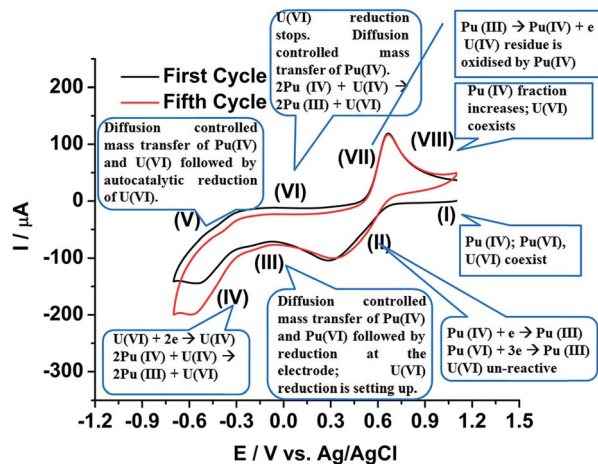 U(VI) reduction
stops. Diffusion
controlled mass
transfer of Pu(IV).
2Pu (IV) + U(IV) →
2Pu (III) + U(VI)
Pu (III) → Pu(IV) + e
U(IV) residue is
oxidised by Pu(IV)
First Cycle
Fifth Cycle
Pu (IV) fraction
increases; U(VI)
coexists
Diffusion controlled
mass transfer of Pu(IV)
and U(VI) followed by
autocatalytic reduction
of U(VI).
(VII)
(VIII)
(VI)
(V)
(I)
(II)
(III)
(IV)
Pu (IV); Pu(VI),
U(VI) coexist
U(VI) + 2e → U(IV)
2Pu (IV) + U(IV) →
2Pu (III) + U(VI)
Diffusion controlled
mass transfer of Pu(IV)
and Pu(VI) followed by
reduction at the
electrode; U(VI)
reduction is setting up.
Pu (IV) + e → Pu (III)
Pu (VI) + 3e → Pu (III)
U(VI) un-reactive
I / μA
200
100
0
-100
-200
-300
-1.2 -0.9 -0.6 -0.3 0.0 0.3 0.6 0.9 1.2 1.5
E / V vs. Ag/AgCl